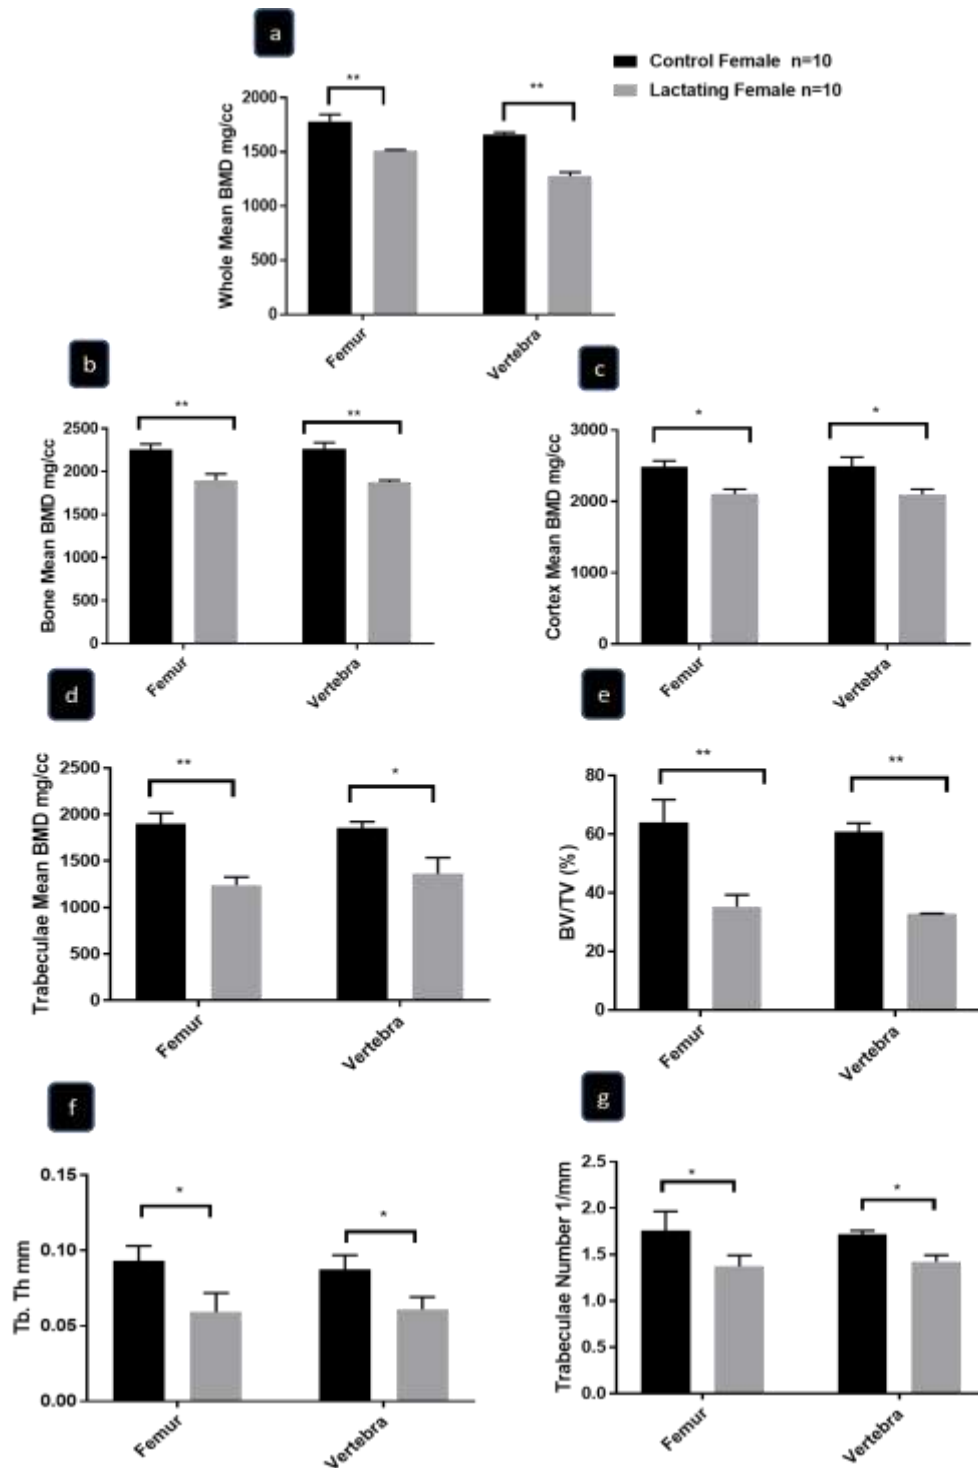 a
Control Female n=10
Lactating Female n=10
**
**
Whole Mean BMD mg/cc
2000
1500
1000
500
0
Femur
Vertebra
b
**
**
Bone Mean BMD mg/cc
2500
2000
1500
1000
500
0
Femur
Vertebra
c
*
*
Cortex Mean BMD mg/cc
3000
2000
1000
0
Femur
Vertebra
d
**
*
Trabeculae Mean BMD mg/cc
2500
2000
1500
1000
500
0
Femur
Vertebra
e
**
**
BV/TV (%)
80
60
40
20
0
Femur
Vertebra
f
*
*
Tb. Th mm
0.15
0.10
0.05
0.00
Femur
Vertebra
g
*
*
Trabeculae Number 1/mm
2.5
2.0
1.5
1.0
0.5
0.0
Femur
Vertebra